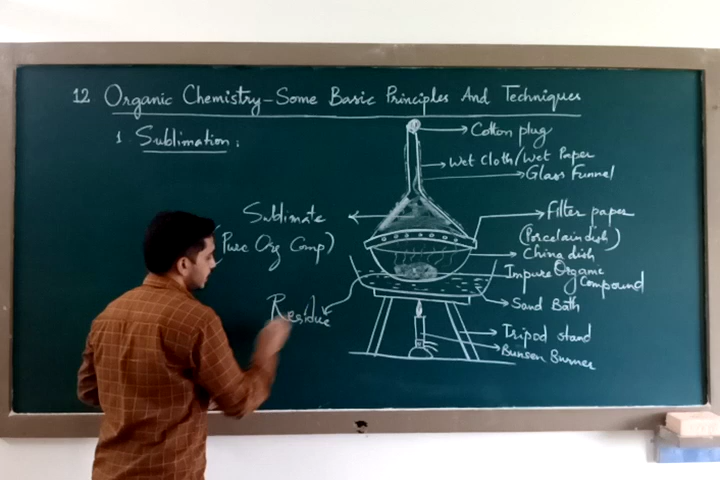 12 Organic Chemistry - Some Basic Principles And Techniques
1 Sublimation:
Cotton plug
Wet Cloth/Wet Paper
Glass Funnel
Sublimate
(Pure Org Comp)
Filter paper
(Porcelain dish)
China dish
Impure Organic
Compound
Sand Bath
Residue
Tripod stand
Bunsen Burner